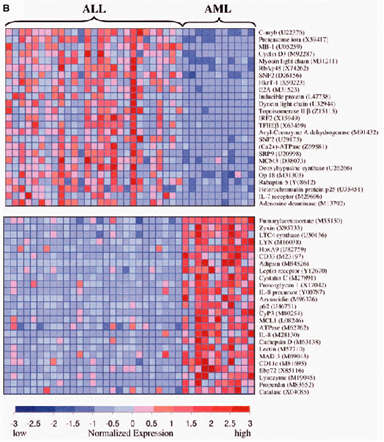 B
ALL
AML
C-myb (U22376)
Proteasome iota (X59417)
MB-1 (U05259)
Cyclin D3 (M92287)
Myosin light chain (M31211)
RbAp48 (X74262)
SNF2 (D26156)
HkrT-1 (S50223)
E2A (M31523)
Inducible protein (L47738)
Dynein light chain (U32944)
Topoisomerase II β (Z15115)
IRF2 (X15949)
TFIIEβ (X63469)
Acyl-Coenzyme A dehydrogenase (M91432)
SNF2 (U29175)
(Ca2+)-ATPase (Z69881)
SRP9 (U20998)
MCM3 (D38073)
Deoxyhypusine synthase (U26266)
Op 18 (M31303)
Rabaptin-5 (Y08612)
Heterochromatin protein p25 (U35451)
IL-7 receptor (M29696)
Adenosine deaminase (M13792)
Fumarylacetoacetate (M55150)
Zyxin (X95735)
LTC4 synthase (U50136)
LYN (M16038)
HoxA9 (U82759)
CD33 (M23197)
Adipsin (M84526)
Leptin receptor (Y12670)
Cystatin C (M27891)
Proteoglycan 1 (X17042)
IL-8 precursor (Y00787)
Azurocidin (M96326)
p62 (U46751)
CyP3 (M80254)
MCL1 (L08246)
ATPase (M62762)
IL-8 (M28130)
Cathepsin D (M63138)
Lectin (M57710)
MAD-3 (M69043)
CD11c (M81695)
Ebp72 (X85116)
Lysozyme (M19045)
Properdin (M83652)
Catalase (X04085)
-3 -2.5 -2 -1.5 -1 -0.5 0 0.5 1 1.5 2 2.5 3
low Normalized Expression high